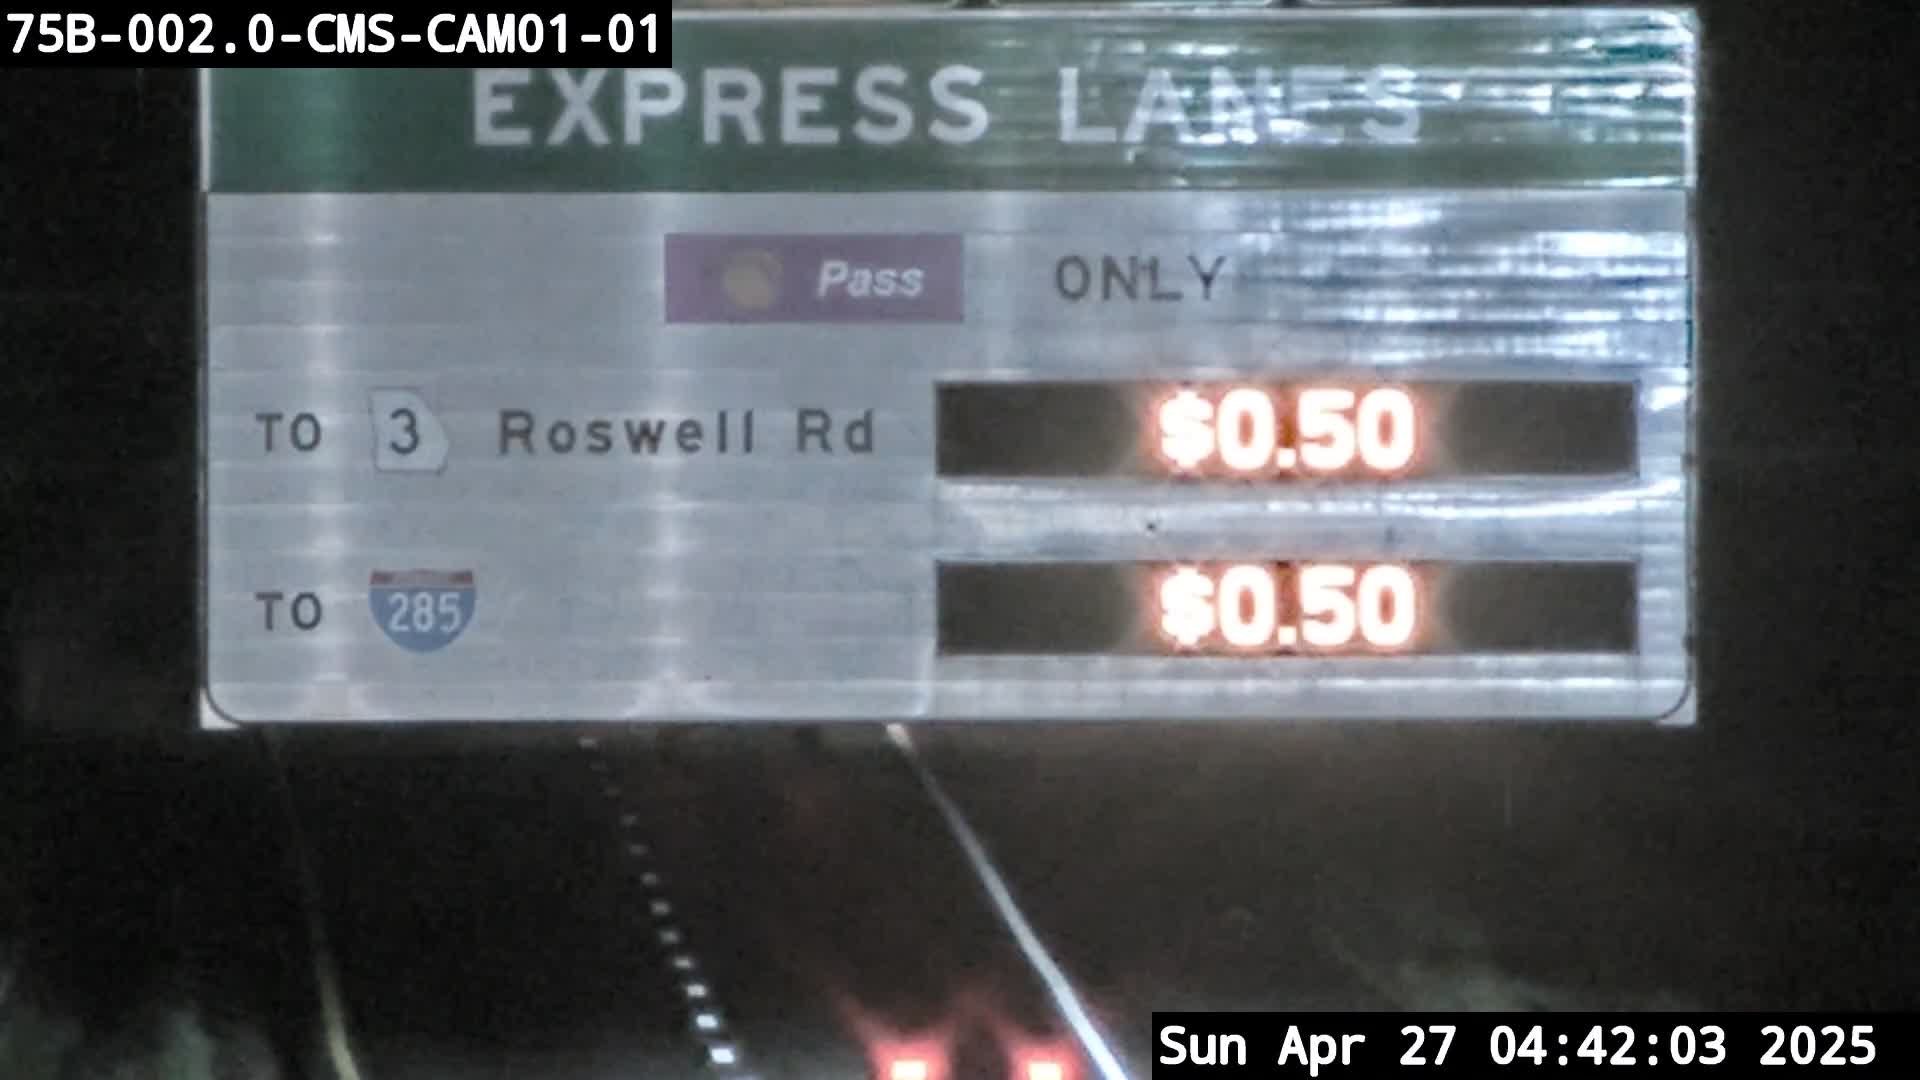 75B-002.0-CMS-CAM01-01
EXPRESS LANES
Pass ONLY
TO 3 Roswell Rd $0.50
TO 285 $0.50
Sun Apr 27 04:42:03 2025